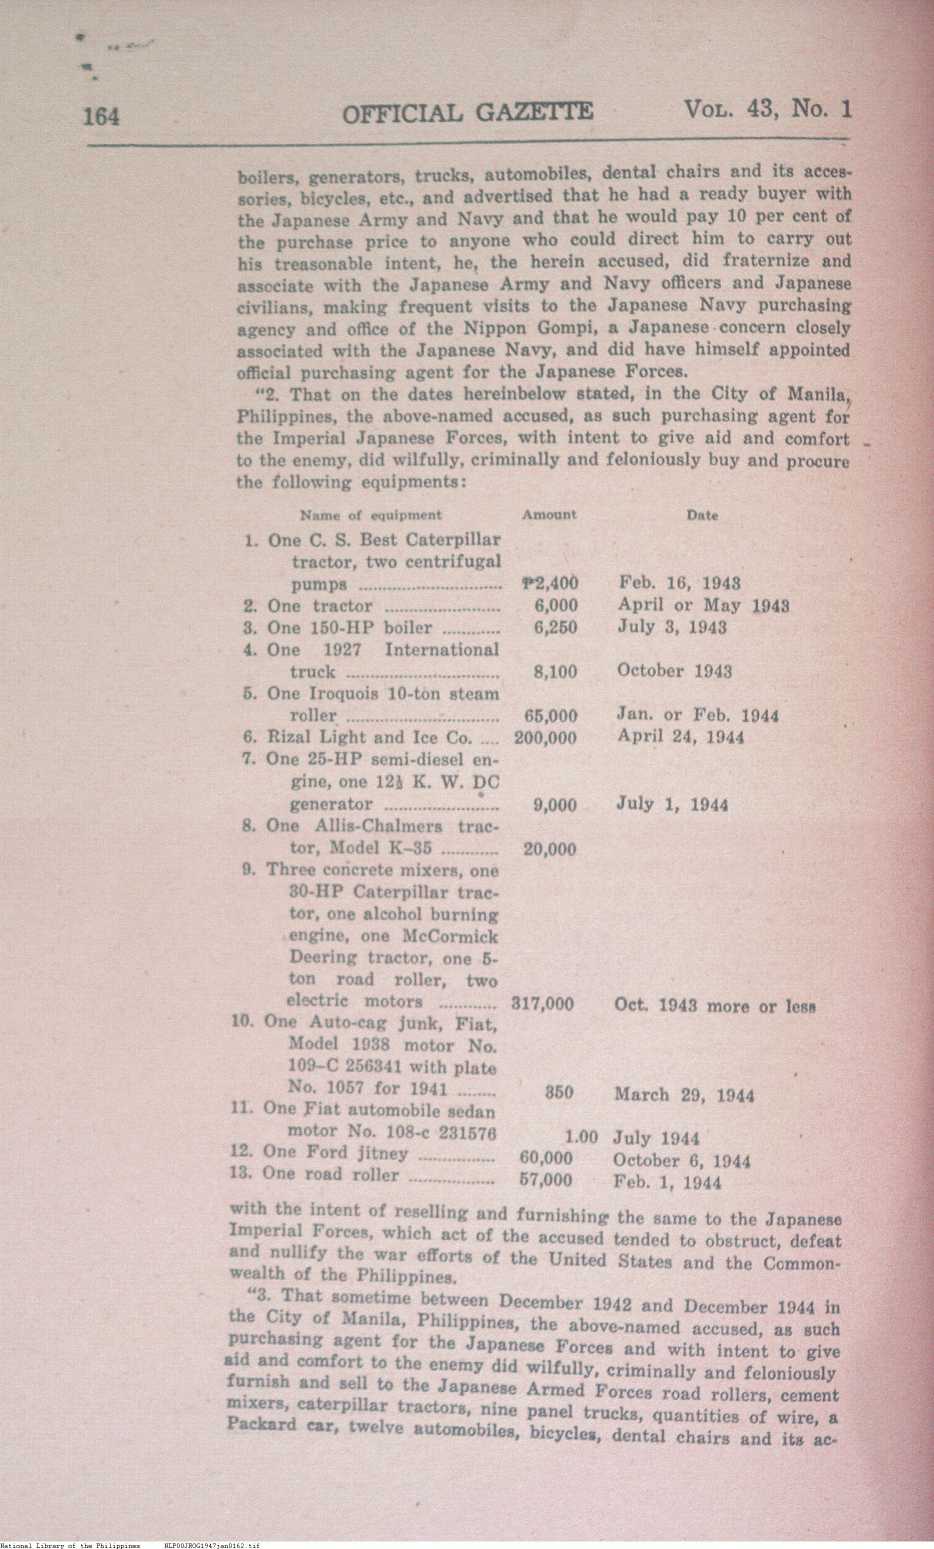 164 OFFICIAL GAZETTE VOL. 43, No. 1
boilers, generators, trucks, automobiles, dental chairs and its acces-
sories, bicycles, etc., and advertised that he had a ready buyer with
the Japanese Army and Navy and that he would pay 10 per cent of
the purchase price to anyone who could direct him to carry out
his treasonable intent, he, the herein accused, did fraternize and
associate with the Japanese Army and Navy officers and Japanese
civilians, making frequent visits to the Japanese Navy purchasing
agency and office of the Nippon Gompi, a Japanese concern closely
associated with the Japanese Navy, and did have himself appointed
official purchasing agent for the Japanese Forces.
"2. That on the dates hereinbelow stated, in the City of Manila,
Philippines, the above-named accused, as such purchasing agent for
the Imperial Japanese Forces, with intent to give aid and comfort
to the enemy, did wilfully, criminally and feloniously buy and procure
the following equipments:
Name of equipment Amount Date
1. One C. S. Best Caterpillar
tractor, two centrifugal
pumps ............................... ₱2,400 Feb. 16, 1943
2. One tractor ......................... 6,000 April or May 1943
3. One 150-HP boiler ............ 6,250 July 3, 1943
4. One 1927 International
truck ................................. 8,100 October 1943
5. One Iroquois 10-ton steam
roller ................................. 65,000 Jan. or Feb. 1944
6. Rizal Light and Ice Co. .... 200,000 April 24, 1944
7. One 25-HP semi-diesel en-
gine, one 12½ K. W. DC
generator ......................... 9,000 July 1, 1944
8. One Allis-Chalmers trac-
tor, Model K-35 ............ 20,000
9. Three concrete mixers, one
30-HP Caterpillar trac-
tor, one alcohol burning
engine, one McCormick
Deering tractor, one 5-
ton road roller, two
electric motors ............ 317,000 Oct. 1943 more or less
10. One Auto-cag junk, Fiat,
Model 1938 motor No.
109-C 256341 with plate
No. 1057 for 1941 ........ 350 March 29, 1944
11. One Fiat automobile sedan
motor No. 108-c 231576 1.00 July 1944
12. One Ford jitney ................ 60,000 October 6, 1944
13. One road roller .................. 57,000 Feb. 1, 1944
with the intent of reselling and furnishing the same to the Japanese
Imperial Forces, which act of the accused tended to obstruct, defeat
and nullify the war efforts of the United States and the Common-
wealth of the Philippines.
"3. That sometime between December 1942 and December 1944 in
the City of Manila, Philippines, the above-named accused, as such
purchasing agent for the Japanese Forces and with intent to give
aid and comfort to the enemy did wilfully, criminally and feloniously
furnish and sell to the Japanese Armed Forces road rollers, cement
mixers, caterpillar tractors, nine panel trucks, quantities of wire, a
Packard car, twelve automobiles, bicycles, dental chairs and its ac-
National Library of the Philippines NLP00JROG1947jan0162.tif